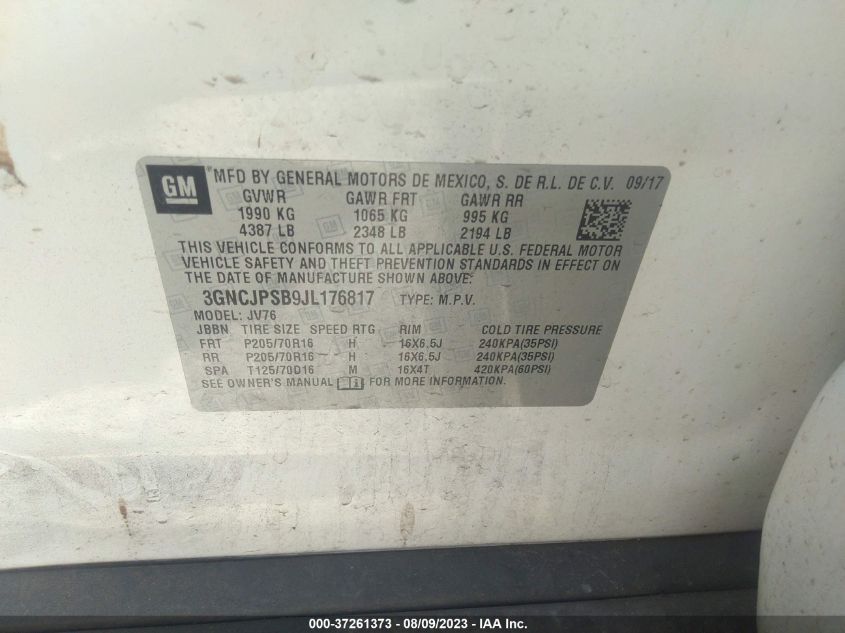 GM
MFD BY GENERAL MOTORS DE MEXICO, S. DE R.L. DE C.V. 09/17
GVWR GAWR FRT GAWR RR
1990 KG 1065 KG 995 KG
4387 LB 2348 LB 2194 LB
THIS VEHICLE CONFORMS TO ALL APPLICABLE U.S. FEDERAL MOTOR
VEHICLE SAFETY AND THEFT PREVENTION STANDARDS IN EFFECT ON
THE DATE OF MANUFACTURE SHOWN ABOVE.
3GNCJPSB9JL176817 TYPE: M.P.V.
MODEL: JV76
JBBN TIRE SIZE SPEED RTG RIM COLD TIRE PRESSURE
FRT P205/70R16 H 16X6.5J 240KPA(35PSI)
RR P205/70R16 H 16X6.5J 240KPA(35PSI)
SPA T125/70D16 M 16X4T 420KPA(60PSI)
SEE OWNER'S MANUAL FOR MORE INFORMATION.
000-37261373 - 08/09/2023 - IAA Inc.